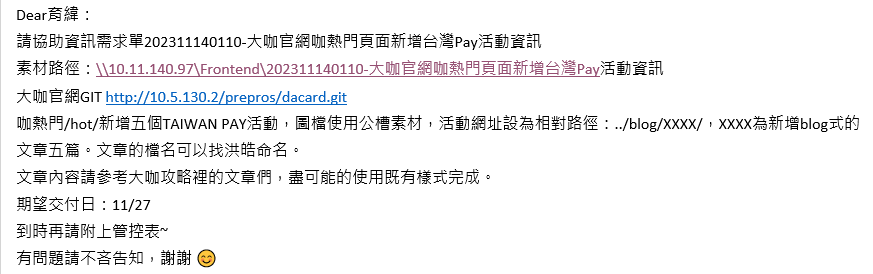 Dear育緯：
請協助資訊需求單202311140110-大咖官網咖熱門頁面新增台灣Pay活動資訊
素材路徑：\\10.11.140.97\Frontend\202311140110-大咖官網咖熱門頁面新增台灣Pay活動資訊
大咖官網GIT http://10.5.130.2/prepros/dacard.git
咖熱門/hot/新增五個TAIWAN PAY活動，圖檔使用公槽素材，活動網址設為相對路徑：../blog/XXXX/，XXXX為新增blog式的
文章五篇。文章的檔名可以找洪皓命名。
文章內容請參考大咖攻略裡的文章們，盡可能的使用既有樣式完成。
期望交付日：11/27
到時再請附上管控表~
有問題請不吝告知，謝謝 😊